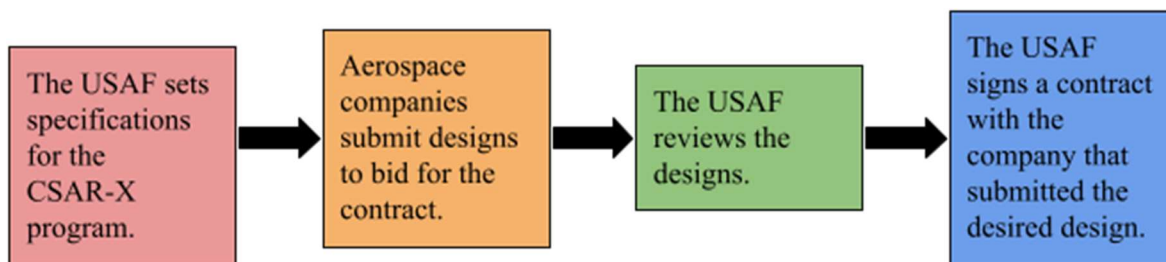 The USAF sets
specifications
for the
CSAR-X
program.
Aerospace
companies
submit designs
to bid for the
contract.
The USAF
reviews the
designs.
The USAF
signs a contract
with the
company that
submitted the
desired design.